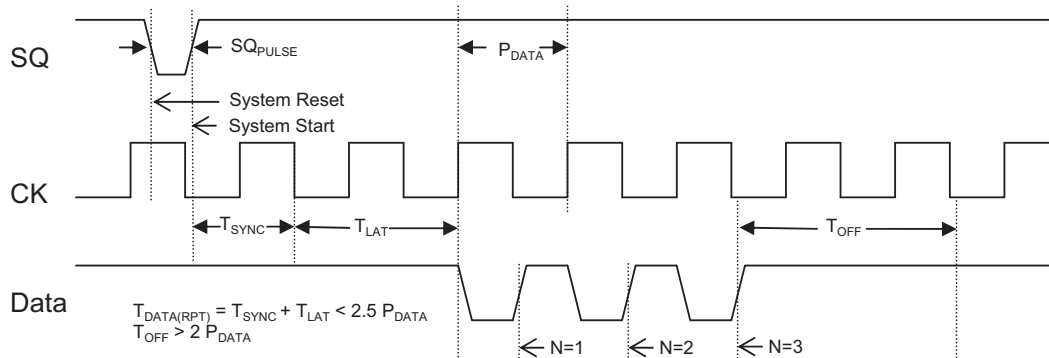 SQ
SQPULSE
PDATA
System Reset
System Start
CK
TSYNC
TLAT
TOFF
Data
TDATA(RPT) = TSYNC + TLAT < 2.5 PDATA
TOFF > 2 PDATA
N=1
N=2
N=3